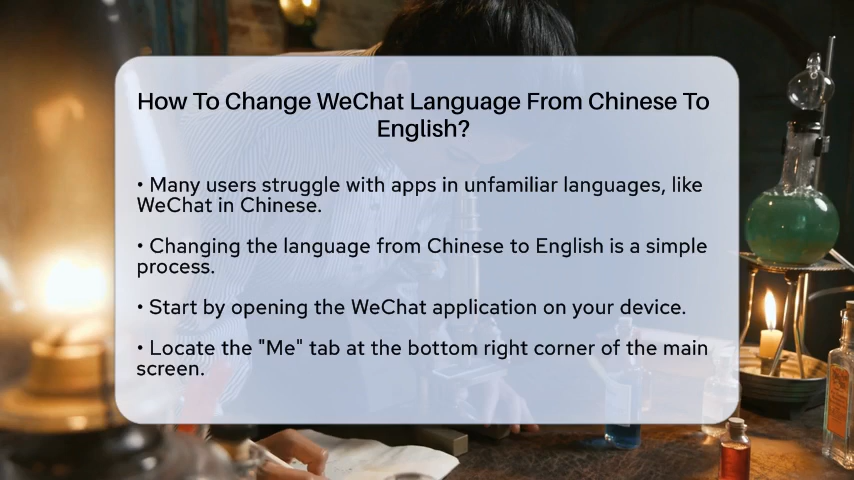 How To Change WeChat Language From Chinese To
English?
• Many users struggle with apps in unfamiliar languages, like
WeChat in Chinese.
• Changing the language from Chinese to English is a simple
process.
• Start by opening the WeChat application on your device.
• Locate the "Me" tab at the bottom right corner of the main
screen.